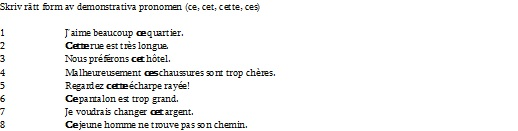 Skriv rätt form av demonstrativa pronomen (ce, cet, cette, ces)
1 J'aime beaucoup ce quartier.
2 Cette rue est très longue.
3 Nous préférons cet hôtel.
4 Malheureusement ces chaussures sont trop chères.
5 Regardez cette écharpe rayée!
6 Ce pantalon est trop grand.
7 Je voudrais changer cet argent.
8 Ce jeune homme ne trouve pas son chemin.